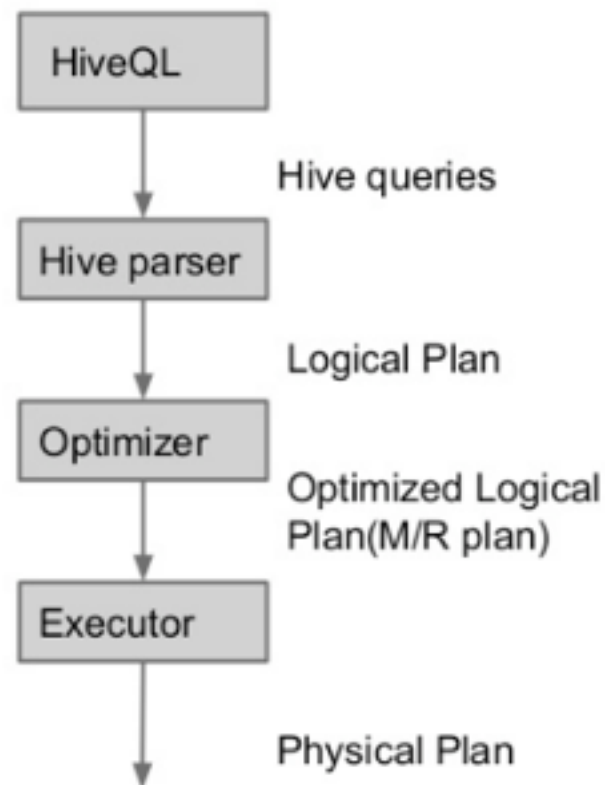 HiveQL
Hive queries
Hive parser
Logical Plan
Optimizer
Optimized Logical
Plan(M/R plan)
Executor
Physical Plan